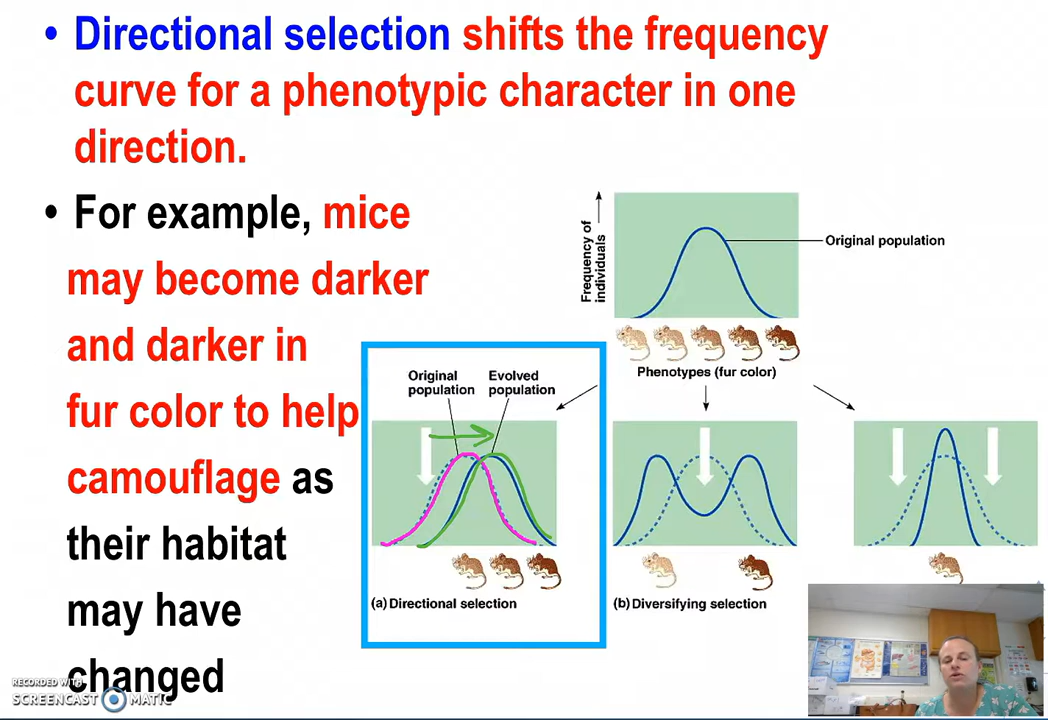 • Directional selection shifts the frequency
curve for a phenotypic character in one
direction.
• For example, mice
may become darker
and darker in
fur color to help
camouflage as
their habitat
may have
changed
Frequency of
individuals
Original population
Phenotypes (fur color)
Original
population
Evolved
population
(a) Directional selection
(b) Diversifying selection
RECORDED WITH
SCREENCAST MATIC